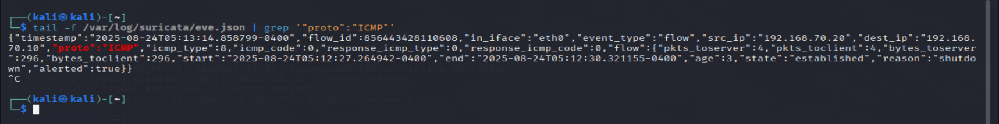 ┌──(kali㉿kali)-[~]
└─$ tail -f /var/log/suricata/eve.json | grep '"proto":"ICMP"'
{"timestamp":"2025-08-24T05:13:14.858799-0400","flow_id":856443428110608,"in_iface":"eth0","event_type":"flow","src_ip":"192.168.70.20","dest_ip":"192.168.
70.10","proto":"ICMP","icmp_type":8,"icmp_code":0,"response_icmp_type":0,"response_icmp_code":0,"flow":{"pkts_toserver":4,"pkts_toclient":4,"bytes_toserver
":296,"bytes_toclient":296,"start":"2025-08-24T05:12:27.264942-0400","end":"2025-08-24T05:12:30.321155-0400","age":3,"state":"established","reason":"shutdo
wn","alerted":true}}
^C
┌──(kali㉿kali)-[~]
└─$